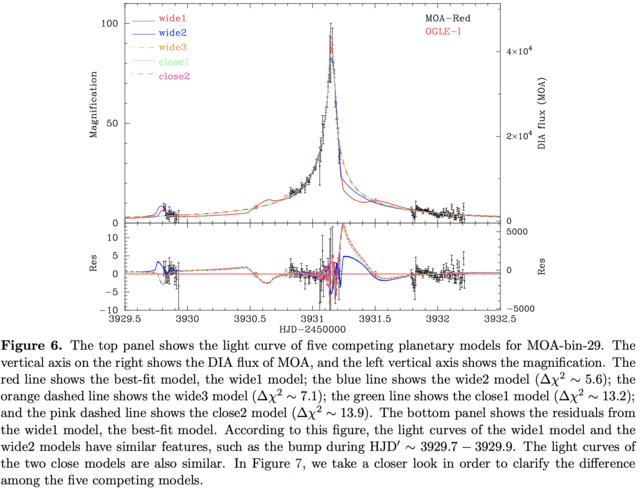 wide1
wide2
wide3
close1
close2
MOA-Red
OGLE-I
100
50
0
Magnification
4×10⁴
2×10⁴
0
DIA flux (MOA)
10
5
0
−5
−10
Res
5000
0
−5000
Res
3929.5 3930 3930.5 3931 3931.5 3932 3932.5
HJD-2450000
Figure 6. The top panel shows the light curve of five competing planetary models for MOA-bin-29. The
vertical axis on the right shows the DIA flux of MOA, and the left vertical axis shows the magnification. The
red line shows the best-fit model, the wide1 model; the blue line shows the wide2 model (Δχ² ∼ 5.6); the
orange dashed line shows the wide3 model (Δχ² ∼ 7.1); the green line shows the close1 model (Δχ² ∼ 13.2);
and the pink dashed line shows the close2 model (Δχ² ∼ 13.9). The bottom panel shows the residuals from
the wide1 model, the best-fit model. According to this figure, the light curves of the wide1 model and the
wide2 models have similar features, such as the bump during HJD′ ∼ 3929.7 − 3929.9. The light curves of
the two close models are also similar. In Figure 7, we take a closer look in order to clarify the difference
among the five competing models.